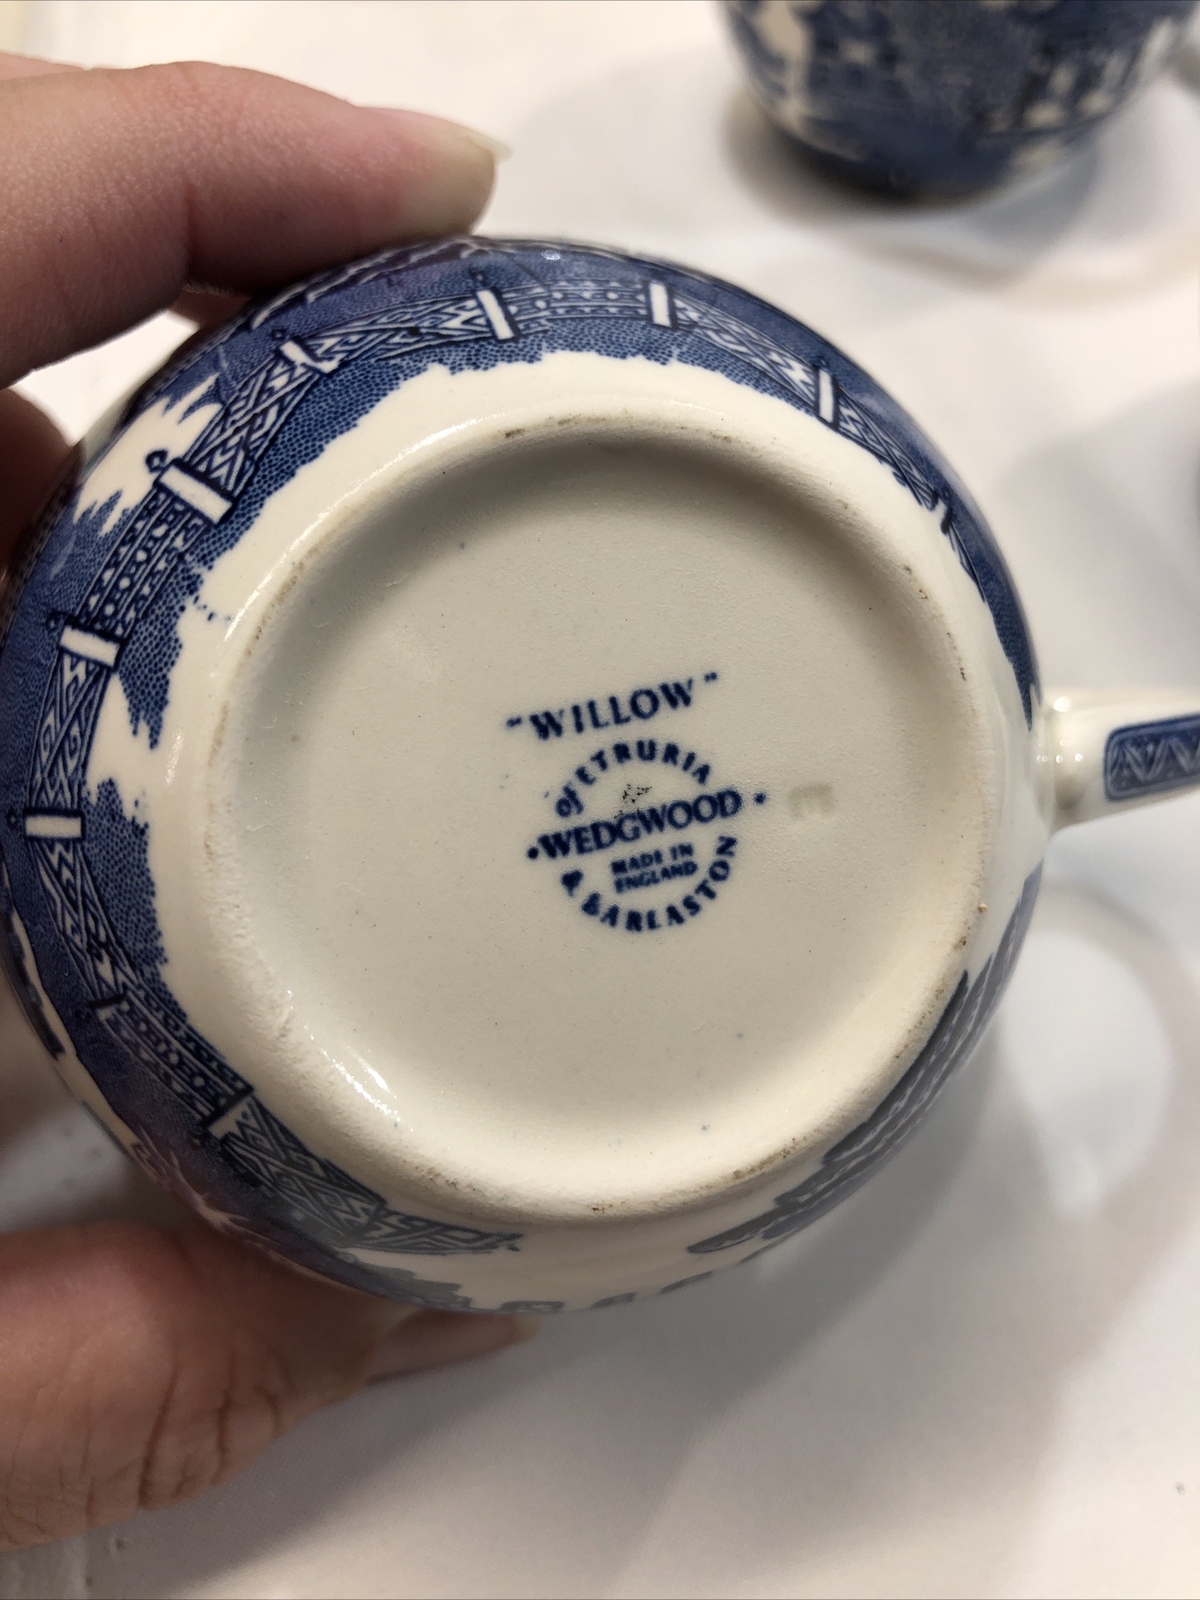 "WILLOW"
of ETRURIA
•WEDGWOOD•
MADE IN
ENGLAND
& BARLASTON
E